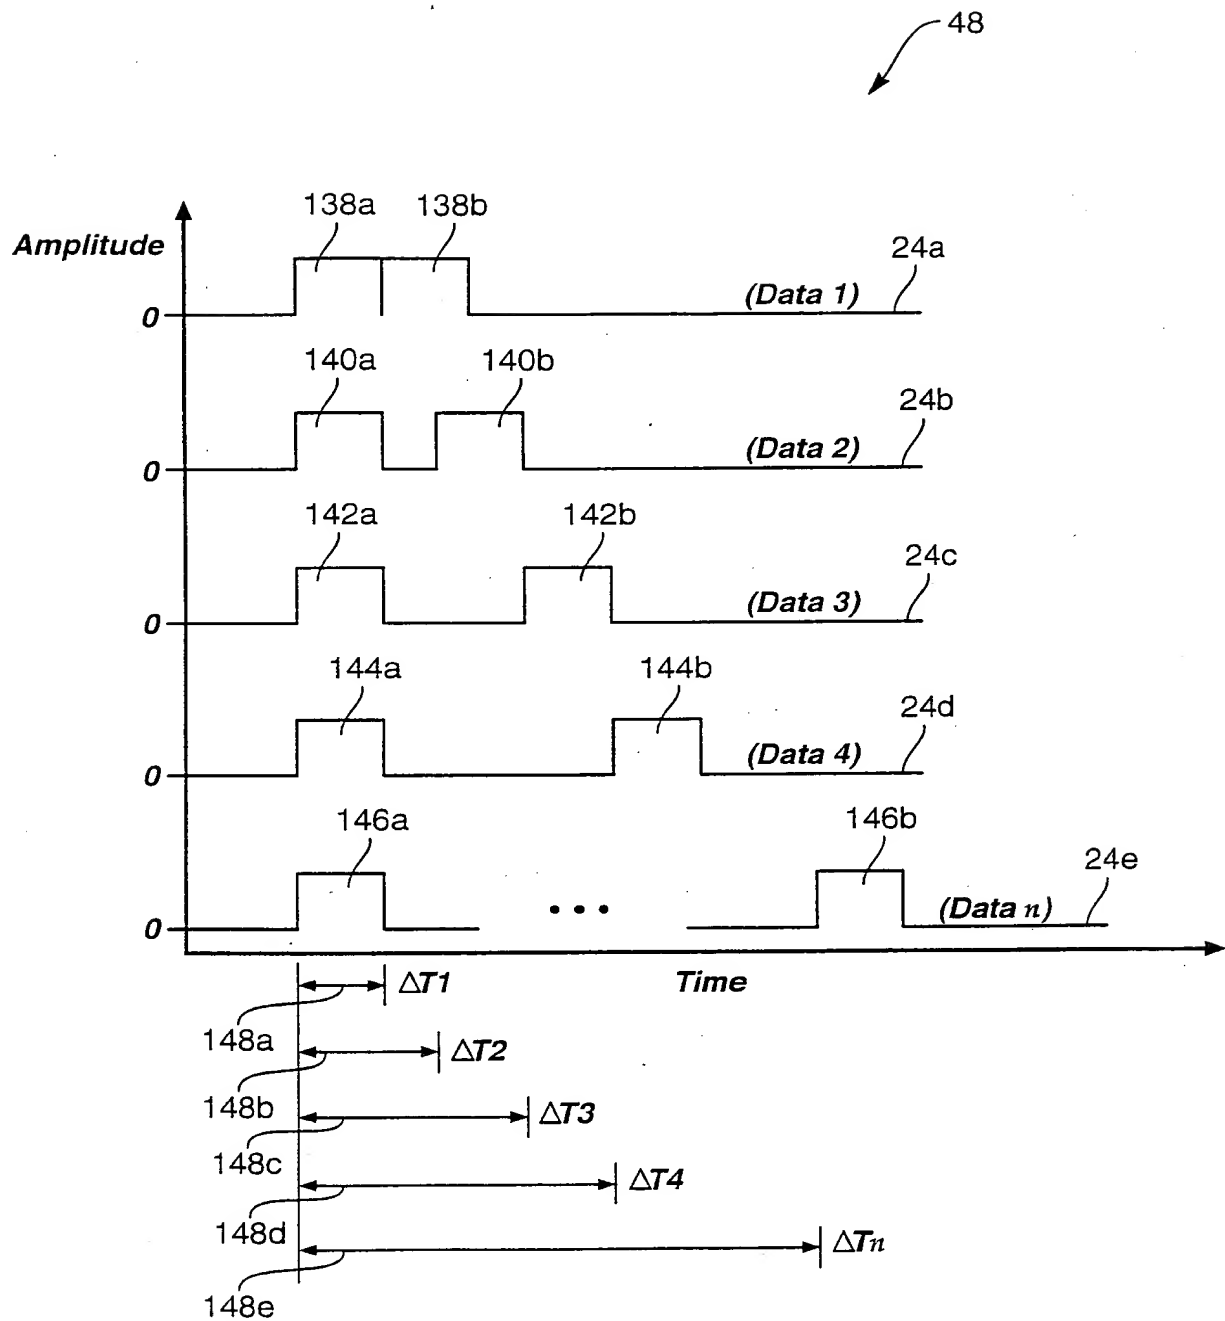 48
138a 138b
Amplitude
24a
(Data 1)
0
140a 140b
24b
(Data 2)
0
142a 142b
24c
(Data 3)
0
144a 144b
24d
(Data 4)
0
146a 146b
24e
(Data n)
0
Time
ΔT1
148a
ΔT2
148b
ΔT3
148c
ΔT4
148d
ΔTn
148e